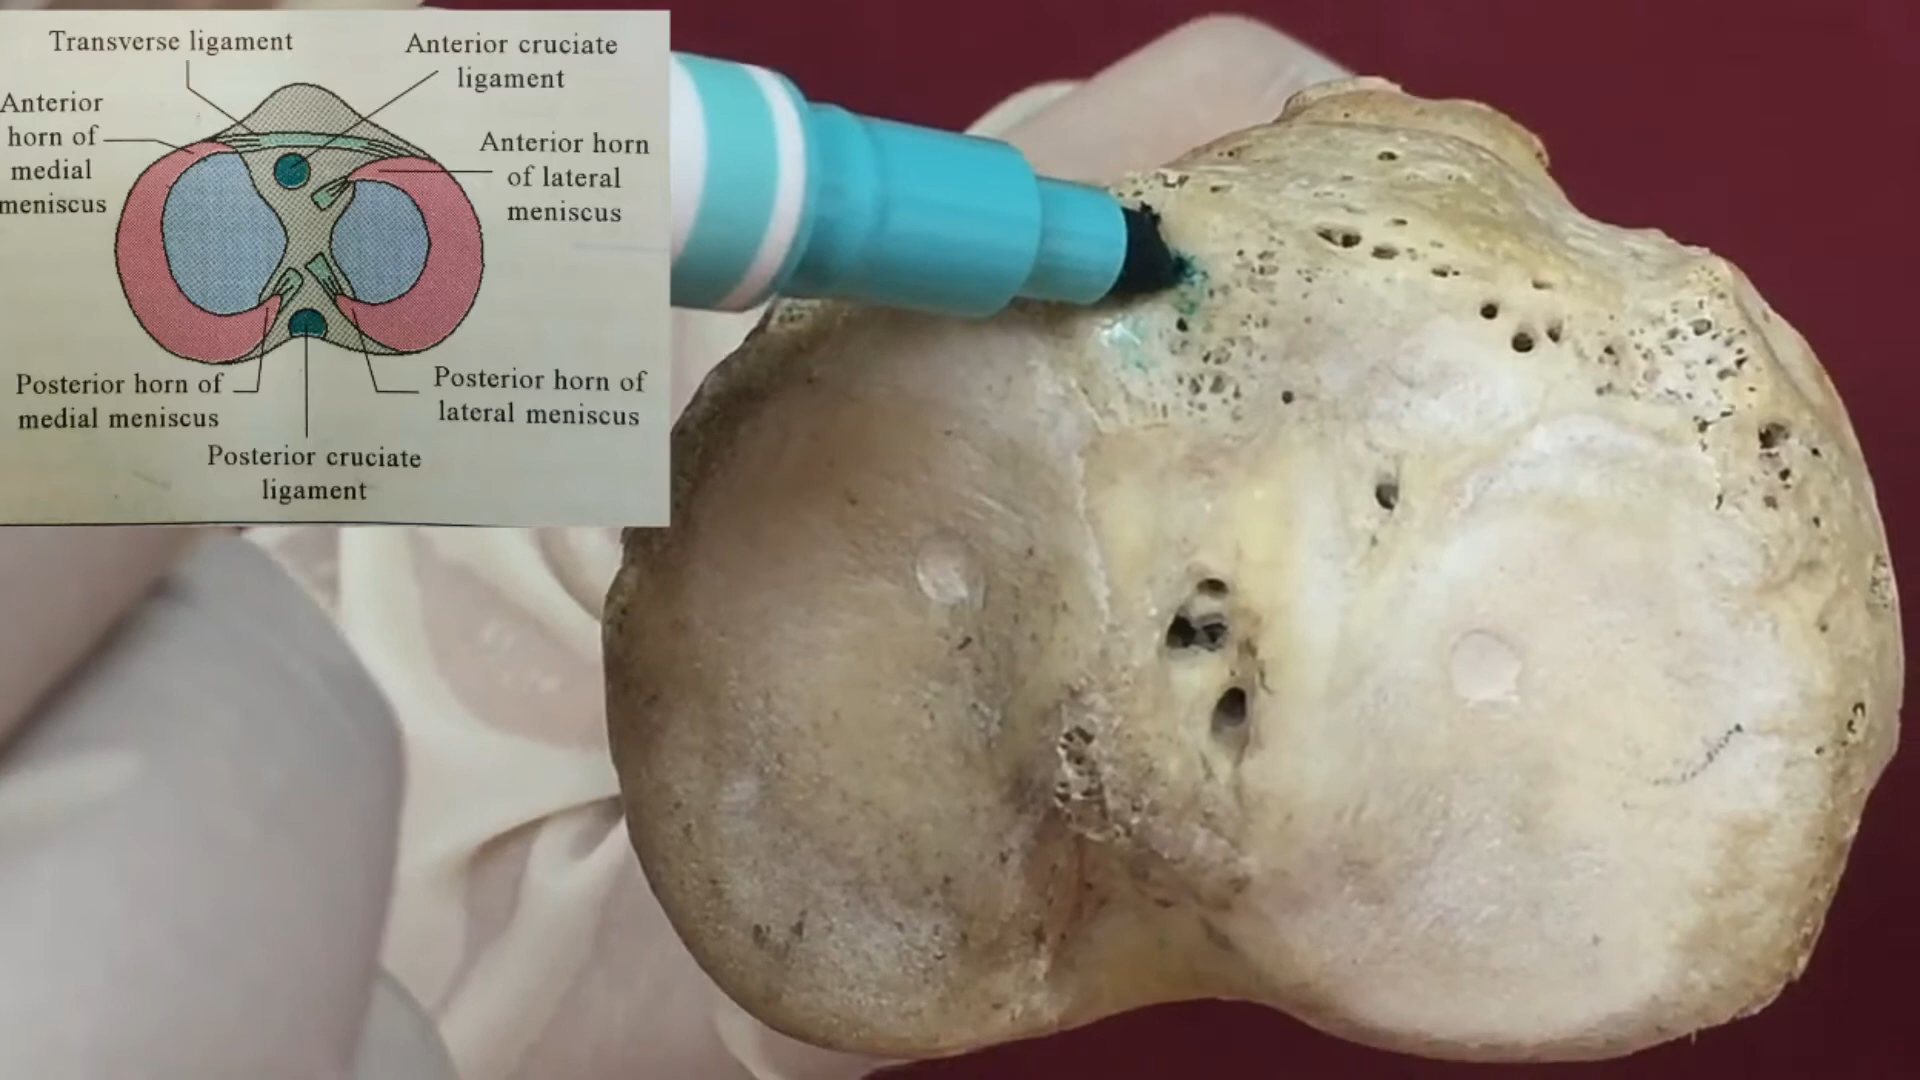 Transverse ligament
Anterior cruciate
ligament
Anterior
horn of
medial
meniscus
Anterior horn
of lateral
meniscus
Posterior horn of
medial meniscus
Posterior horn of
lateral meniscus
Posterior cruciate
ligament